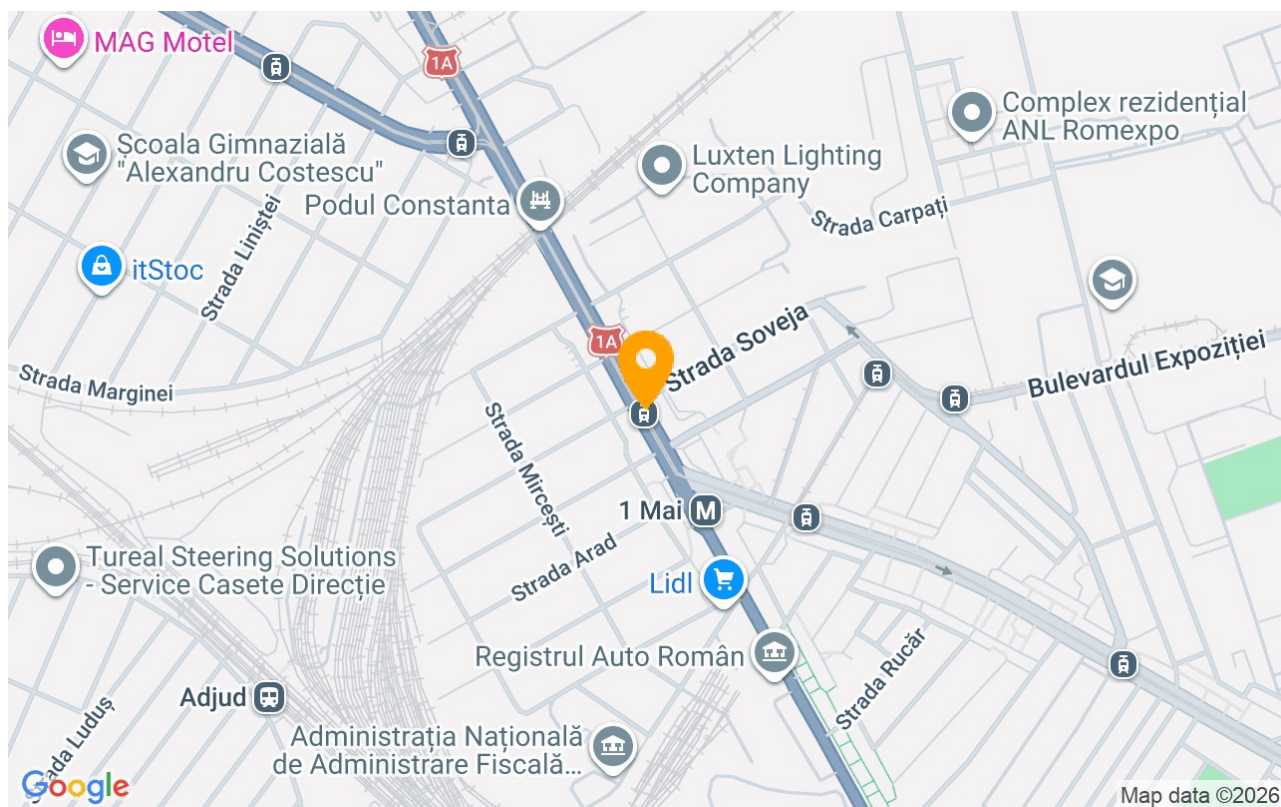 MAG Motel
1A
Școala Gimnazială
"Alexandru Costescu"
Complex rezidențial
ANL Romexpo
Luxten Lighting
Company
Podul Constanta
Strada Carpați
Strada Liniștei
itStoc
1A
Strada Soveja
Bulevardul Expoziției
Strada Marginei
Strada Mircești
1 Mai
M
Tureal Steering Solutions
- Service Casete Direcție
Strada Arad
Lidl
Registrul Auto Român
Strada Rucăr
Adjud
Administrația Națională
de Administrare Fiscală...
rada Luduș
Google
Map data ©2026